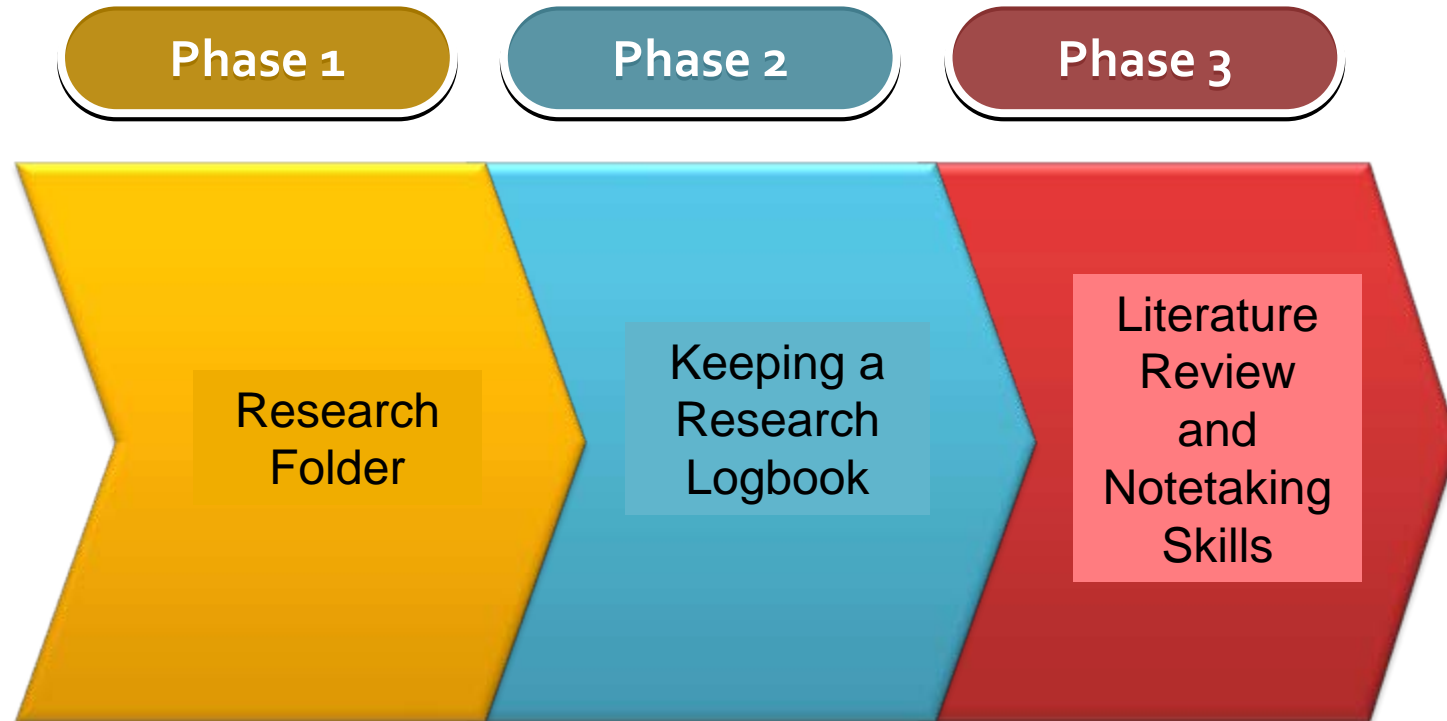 Phase 1
Phase 2
Phase 3
Research
Folder
Keeping a
Research
Logbook
Literature
Review
and
Notetaking
Skills